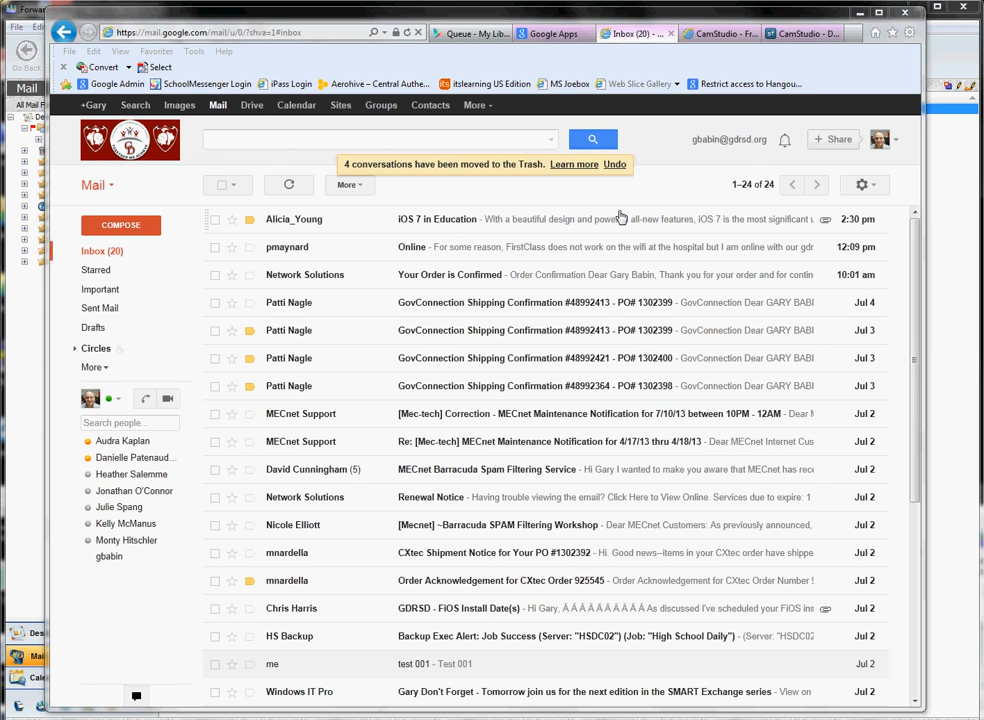 Forward
https://mail.google.com/mail/u/0/?shva=1#inbox
Queue - My Lib...
Google Apps
Inbox (20) - ...
CamStudio - Fr...
CamStudio - D...
File Edit View Favorites Tools Help
Convert Select
Google Admin SchoolMessenger Login iPass Login Aerohive – Central Authe... itslearning US Edition MS Joebox Web Slice Gallery Restrict access to Hangou...
File
Go Back
Mail
All Mail F
+Gary Search Images Mail Drive Calendar Sites Groups Contacts More
gbabin@gdrsd.org
+ Share
4 conversations have been moved to the Trash. Learn more Undo
Mail
More
1–24 of 24
COMPOSE
Inbox (20)
Starred
Important
Sent Mail
Drafts
Circles
More
Search people...
Audra Kaplan
Danielle Patenaud...
Heather Salemme
Jonathan O'Connor
Julie Spang
Kelly McManus
Monty Hitschler
gbabin
Alicia_Young iOS 7 in Education - With a beautiful design and powe all-new features, iOS 7 is the most significant u 2:30 pm
pmaynard Online - For some reason, FirstClass does not work on the wifi at the hospital but I am online with our gdr 12:09 pm
Network Solutions Your Order is Confirmed - Order Confirmation Dear Gary Babin, Thank you for your order and for contin 10:01 am
Patti Nagle GovConnection Shipping Confirmation #48992413 - PO# 1302399 - GovConnection Dear GARY BABI Jul 4
Patti Nagle GovConnection Shipping Confirmation #48992413 - PO# 1302399 - GovConnection Dear GARY BABI Jul 3
Patti Nagle GovConnection Shipping Confirmation #48992421 - PO# 1302400 - GovConnection Dear GARY BABI Jul 3
Patti Nagle GovConnection Shipping Confirmation #48992364 - PO# 1302398 - GovConnection Dear GARY BABI Jul 3
MECnet Support [Mec-tech] Correction - MECnet Maintenance Notification for 7/10/13 between 10PM - 12AM - Dear M Jul 2
MECnet Support Re: [Mec-tech] MECnet Maintenance Notification for 4/17/13 thru 4/18/13 - Dear MECnet Internet Cus Jul 2
David Cunningham (5) MECnet Barracuda Spam Filtering Service - Hi Gary I wanted to make you aware that MECnet has rece Jul 2
Network Solutions Renewal Notice - Having trouble viewing the email? Click Here to View Online. Services due to expire: 1 Jul 2
Nicole Elliott [Mecnet] ~Barracuda SPAM Filtering Workshop - Dear MECnet Customers: As previously announced, Jul 2
mnardella CXtec Shipment Notice for Your PO #1302392 - Hi. Good news--items in your CXtec order have shippe Jul 2
mnardella Order Acknowledgement for CXtec Order 925545 - Order Acknowledgement for CXtec Order Number 9 Jul 2
Chris Harris GDRSD - FiOS Install Date(s) - Hi Gary, Â Â Â Â Â Â Â Â Â As discussed I've scheduled your FIOS ins Jul 2
HS Backup Backup Exec Alert: Job Success (Server: "HSDC02") (Job: "High School Daily") - (Server: "HSDC02 Jul 2
me test 001 - Test 001 Jul 2
Windows IT Pro Gary Don't Forget - Tomorrow join us for the next edition in the SMART Exchange series - View on Jul 2
Des
Mai
Cale